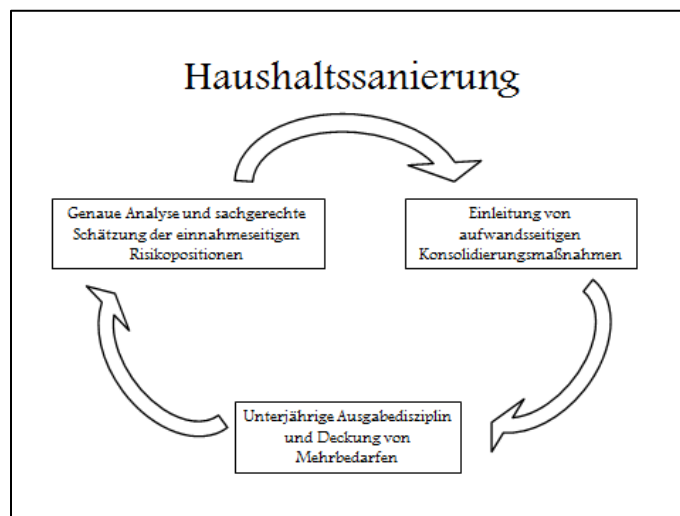 Haushaltssanierung
Genaue Analyse und sachgerechte
Schätzung der einnahmeseitigen
Risikopositionen
Einleitung von
aufwandsseitigen
Konsolidierungsmaßnahmen
Unterjährige Ausgabedisziplin
und Deckung von
Mehrbedarfen